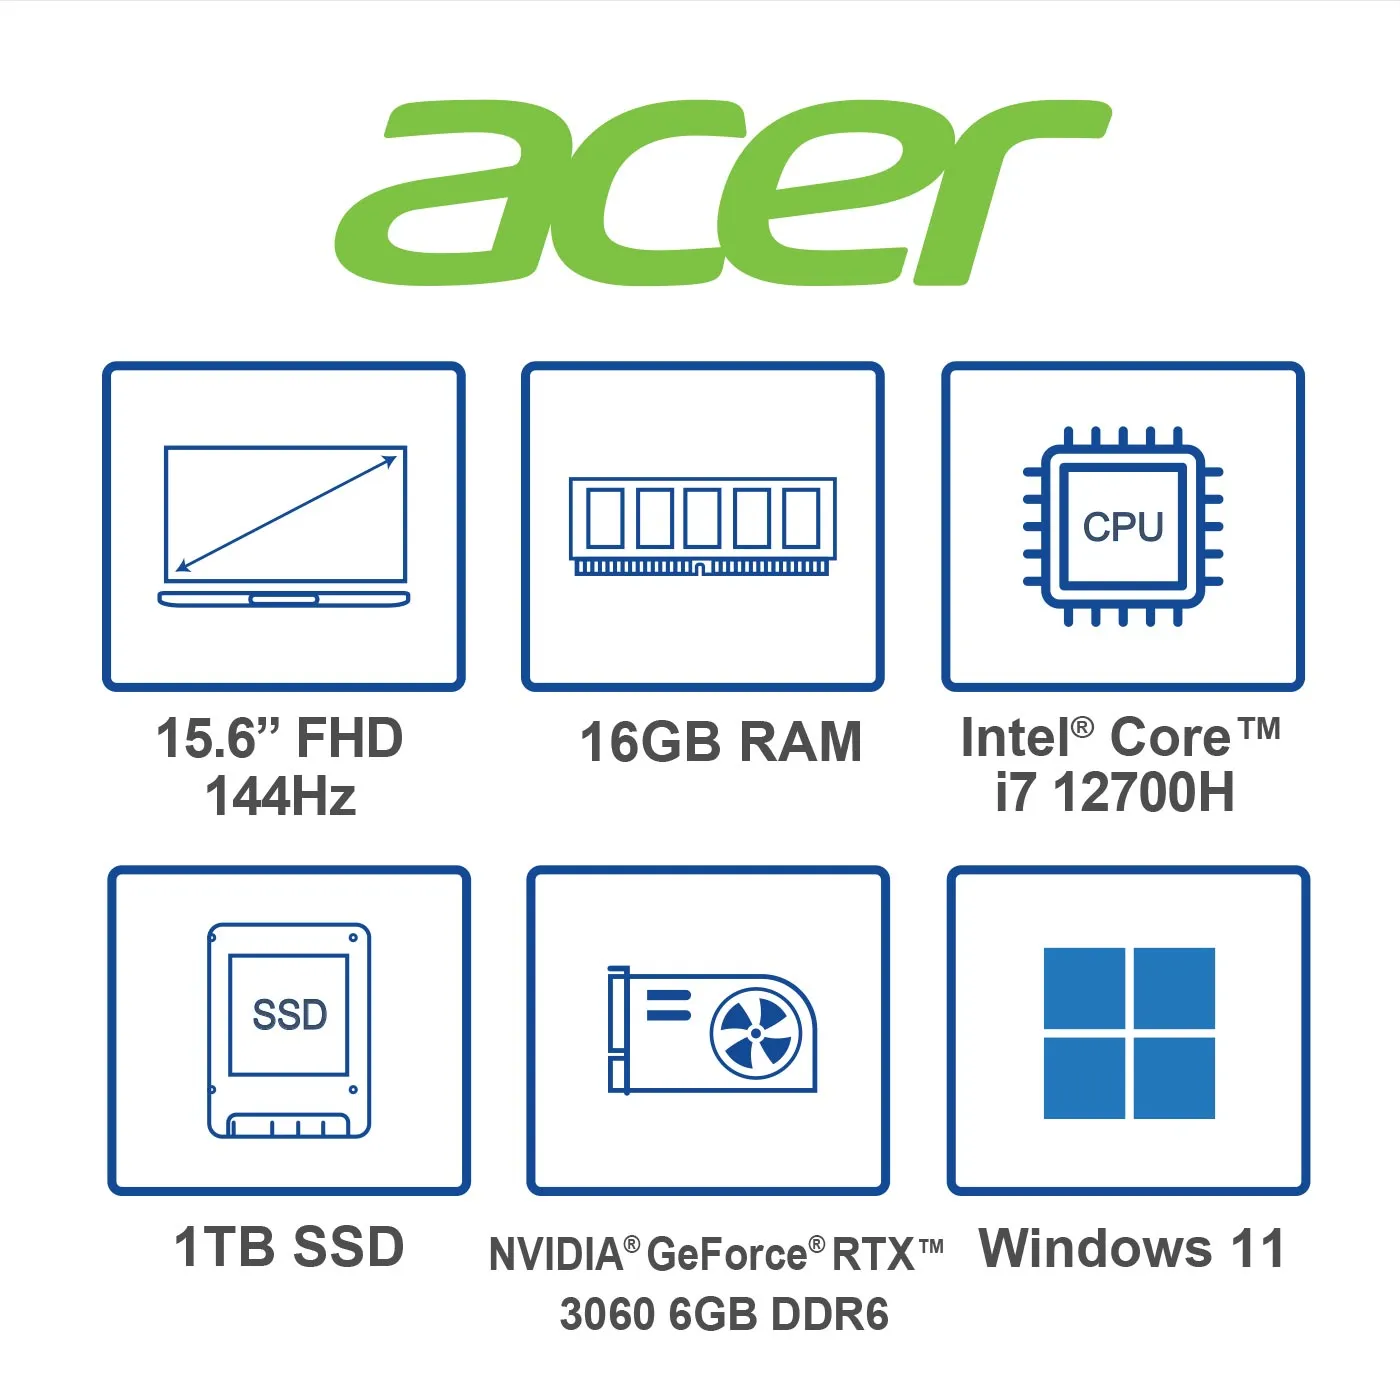 acer
CPU
15.6” FHD
144Hz
16GB RAM
Intel® Core™
i7 12700H
SSD
1TB SSD
NVIDIA® GeForce® RTX™
3060 6GB DDR6
Windows 11